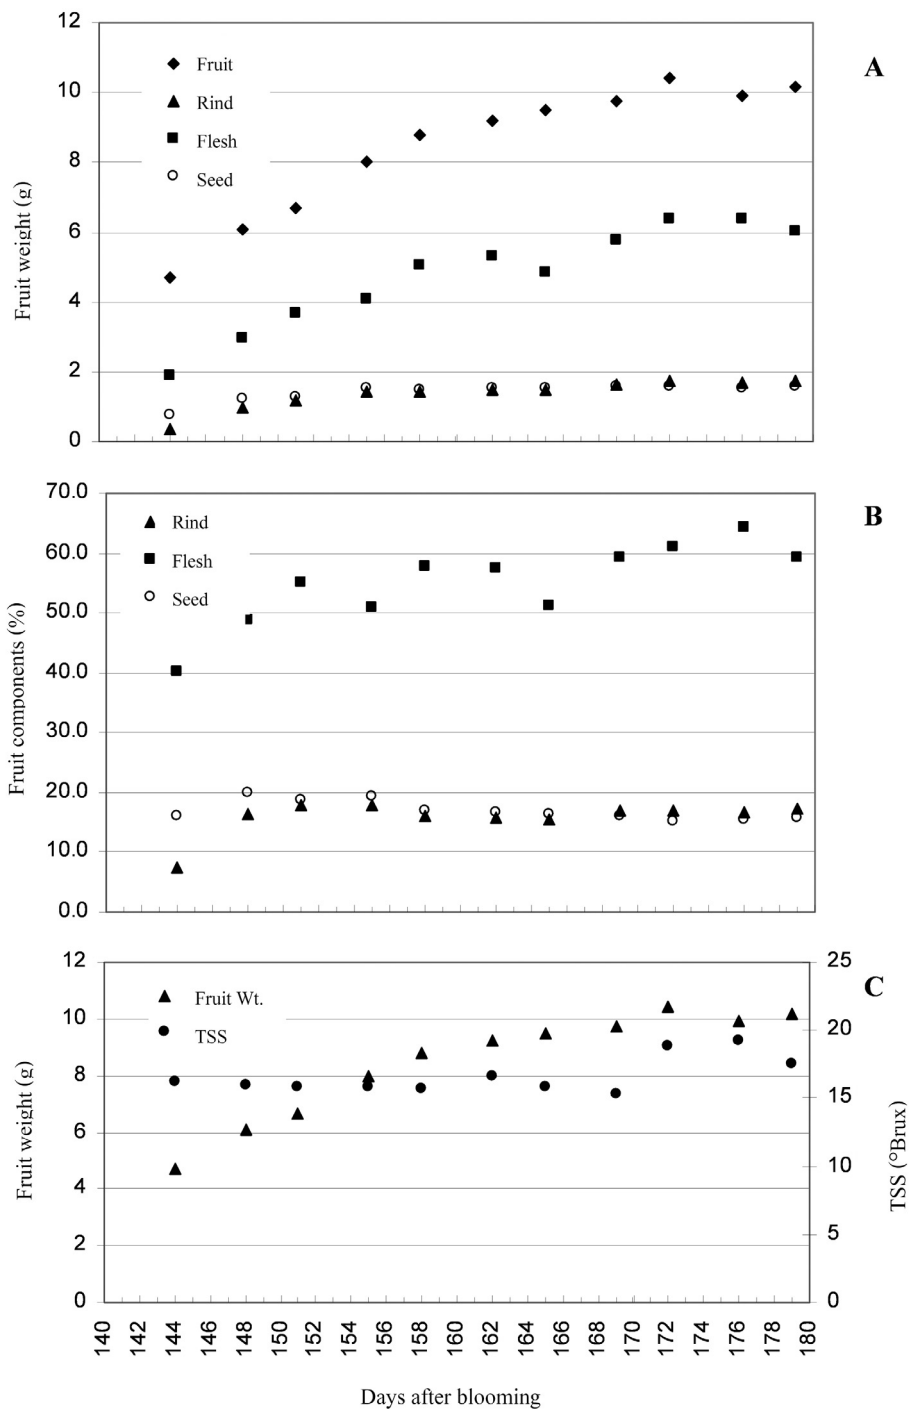 12
10
8
6
4
2
0
Fruit weight (g)
Fruit
Rind
Flesh
Seed
A
70.0
60.0
50.0
40.0
30.0
20.0
10.0
0.0
Fruit components (%)
Rind
Flesh
Seed
B
12
10
8
6
4
2
0
Fruit weight (g)
Fruit Wt.
TSS
25
20
15
10
5
0
TSS (°Brux)
C
140 142 144 146 148 150 152 154 156 158 160 162 164 166 168 170 172 174 176 178 180
Days after blooming